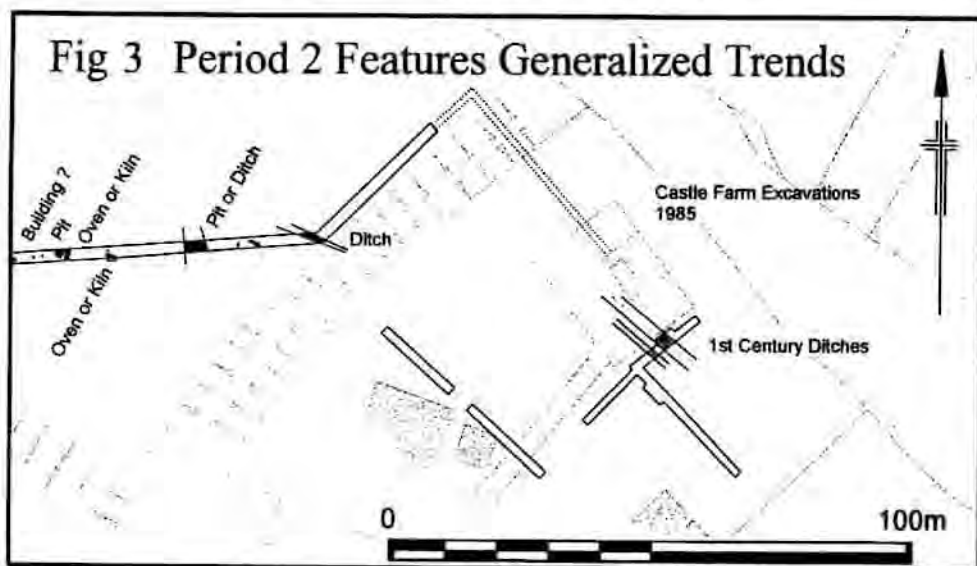 Fig 3 Period 2 Features Generalized Trends
Building ?
Pit
Oven or Kiln
Oven or Kiln
Pit or Ditch
Ditch
Castle Farm Excavations
1985
1st Century Ditches
0
100m